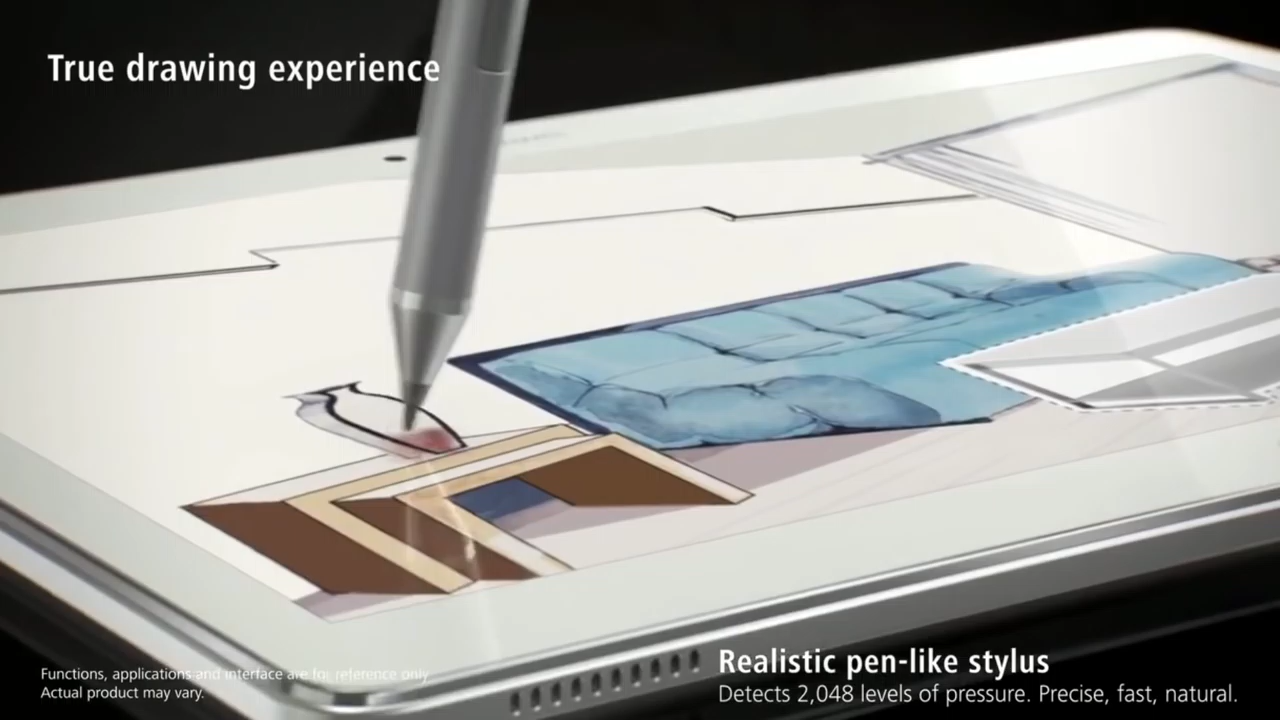 True drawing experience
Functions, applications and interface are for reference only.
Actual product may vary.
Realistic pen-like stylus
Detects 2,048 levels of pressure. Precise, fast, natural.